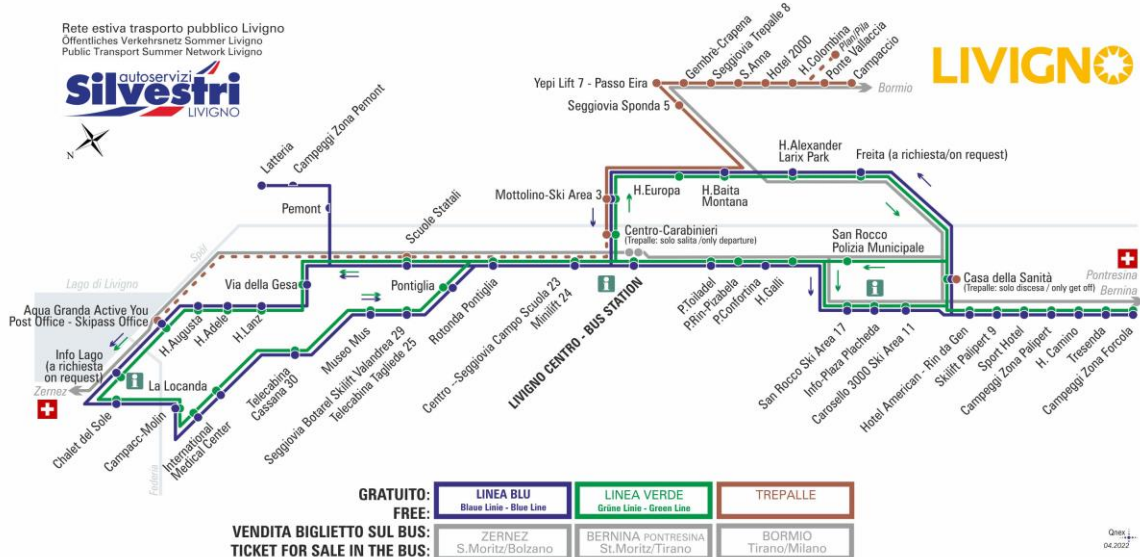 Rete estiva trasporto pubblico Livigno
Öffentliches Verkehrsnetz Sommer Livigno
Public Transport Summer Network Livigno
autoservizi
Silvestri
LIVIGNO
N
LIVIGNO
Gembrè-Crapena
Seggiovia Trepalle 8
S.Anna
Hotel 2000
H.Colombina
Plan/Pila
Ponte Vallaccia
Campaccio
Yepi Lift 7 - Passo Eira
Seggiovia Sponda 5
Bormio
Latteria
Campeggi Zona Pemont
Pemont
Scuole Statali
Mottolino-Ski Area 3
H.Europa
H.Baita
Montana
H.Alexander
Larix Park
Freita (a richiesta/on request)
Centro-Carabinieri
(Trepalle: solo salita/only departure)
San Rocco
Polizia Municipale
Casa della Sanità
(Trepalle: solo discesa / only get off)
Pontresina
Bernina
Spöl
Lago di Livigno
Via della Gesa
Pontiglia
Aqua Granda Active You
Post Office - Skipass Office
H.Augusta
H.Adele
H.Lanz
Info Lago
(a richiesta
on request)
Zernez
i
La Locanda
Chalet del Sole
Campacc-Molin
Federia
International
Medical Center
Telecabina
Cassana 30
Museo Mus
Seggiovia Botarel Skilift Valandrea 29
Telecabina Tagliede 25
Rotonda Pontiglia
Centro –Seggiovia Campo Scuola 23
Minilift 24
i
LIVIGNO CENTRO - BUS STATION
P.Toiladel
P.Rin-Pizabela
P.Confortina
H.Galli
i
San Rocco Ski Area 17
Info-Plaza Placheda
Carosello 3000 Ski Area 11
Hotel American - Rin da Gen
Skilift Palipert 9
Sport Hotel
Campeggi Zona Palipert
H. Camino
Tresenda
Campeggi Zona Forcola
GRATUITO:
FREE:
LINEA BLU
Blaue Linie - Blue Line
LINEA VERDE
Grüne Linie - Green Line
TREPALLE
VENDITA BIGLIETTO SUL BUS:
TICKET FOR SALE IN THE BUS:
ZERNEZ
S.Moritz/Bolzano
BERNINA PONTRESINA
St.Moritz/Tirano
BORMIO
Tirano/Milano
Qnex
04.2022